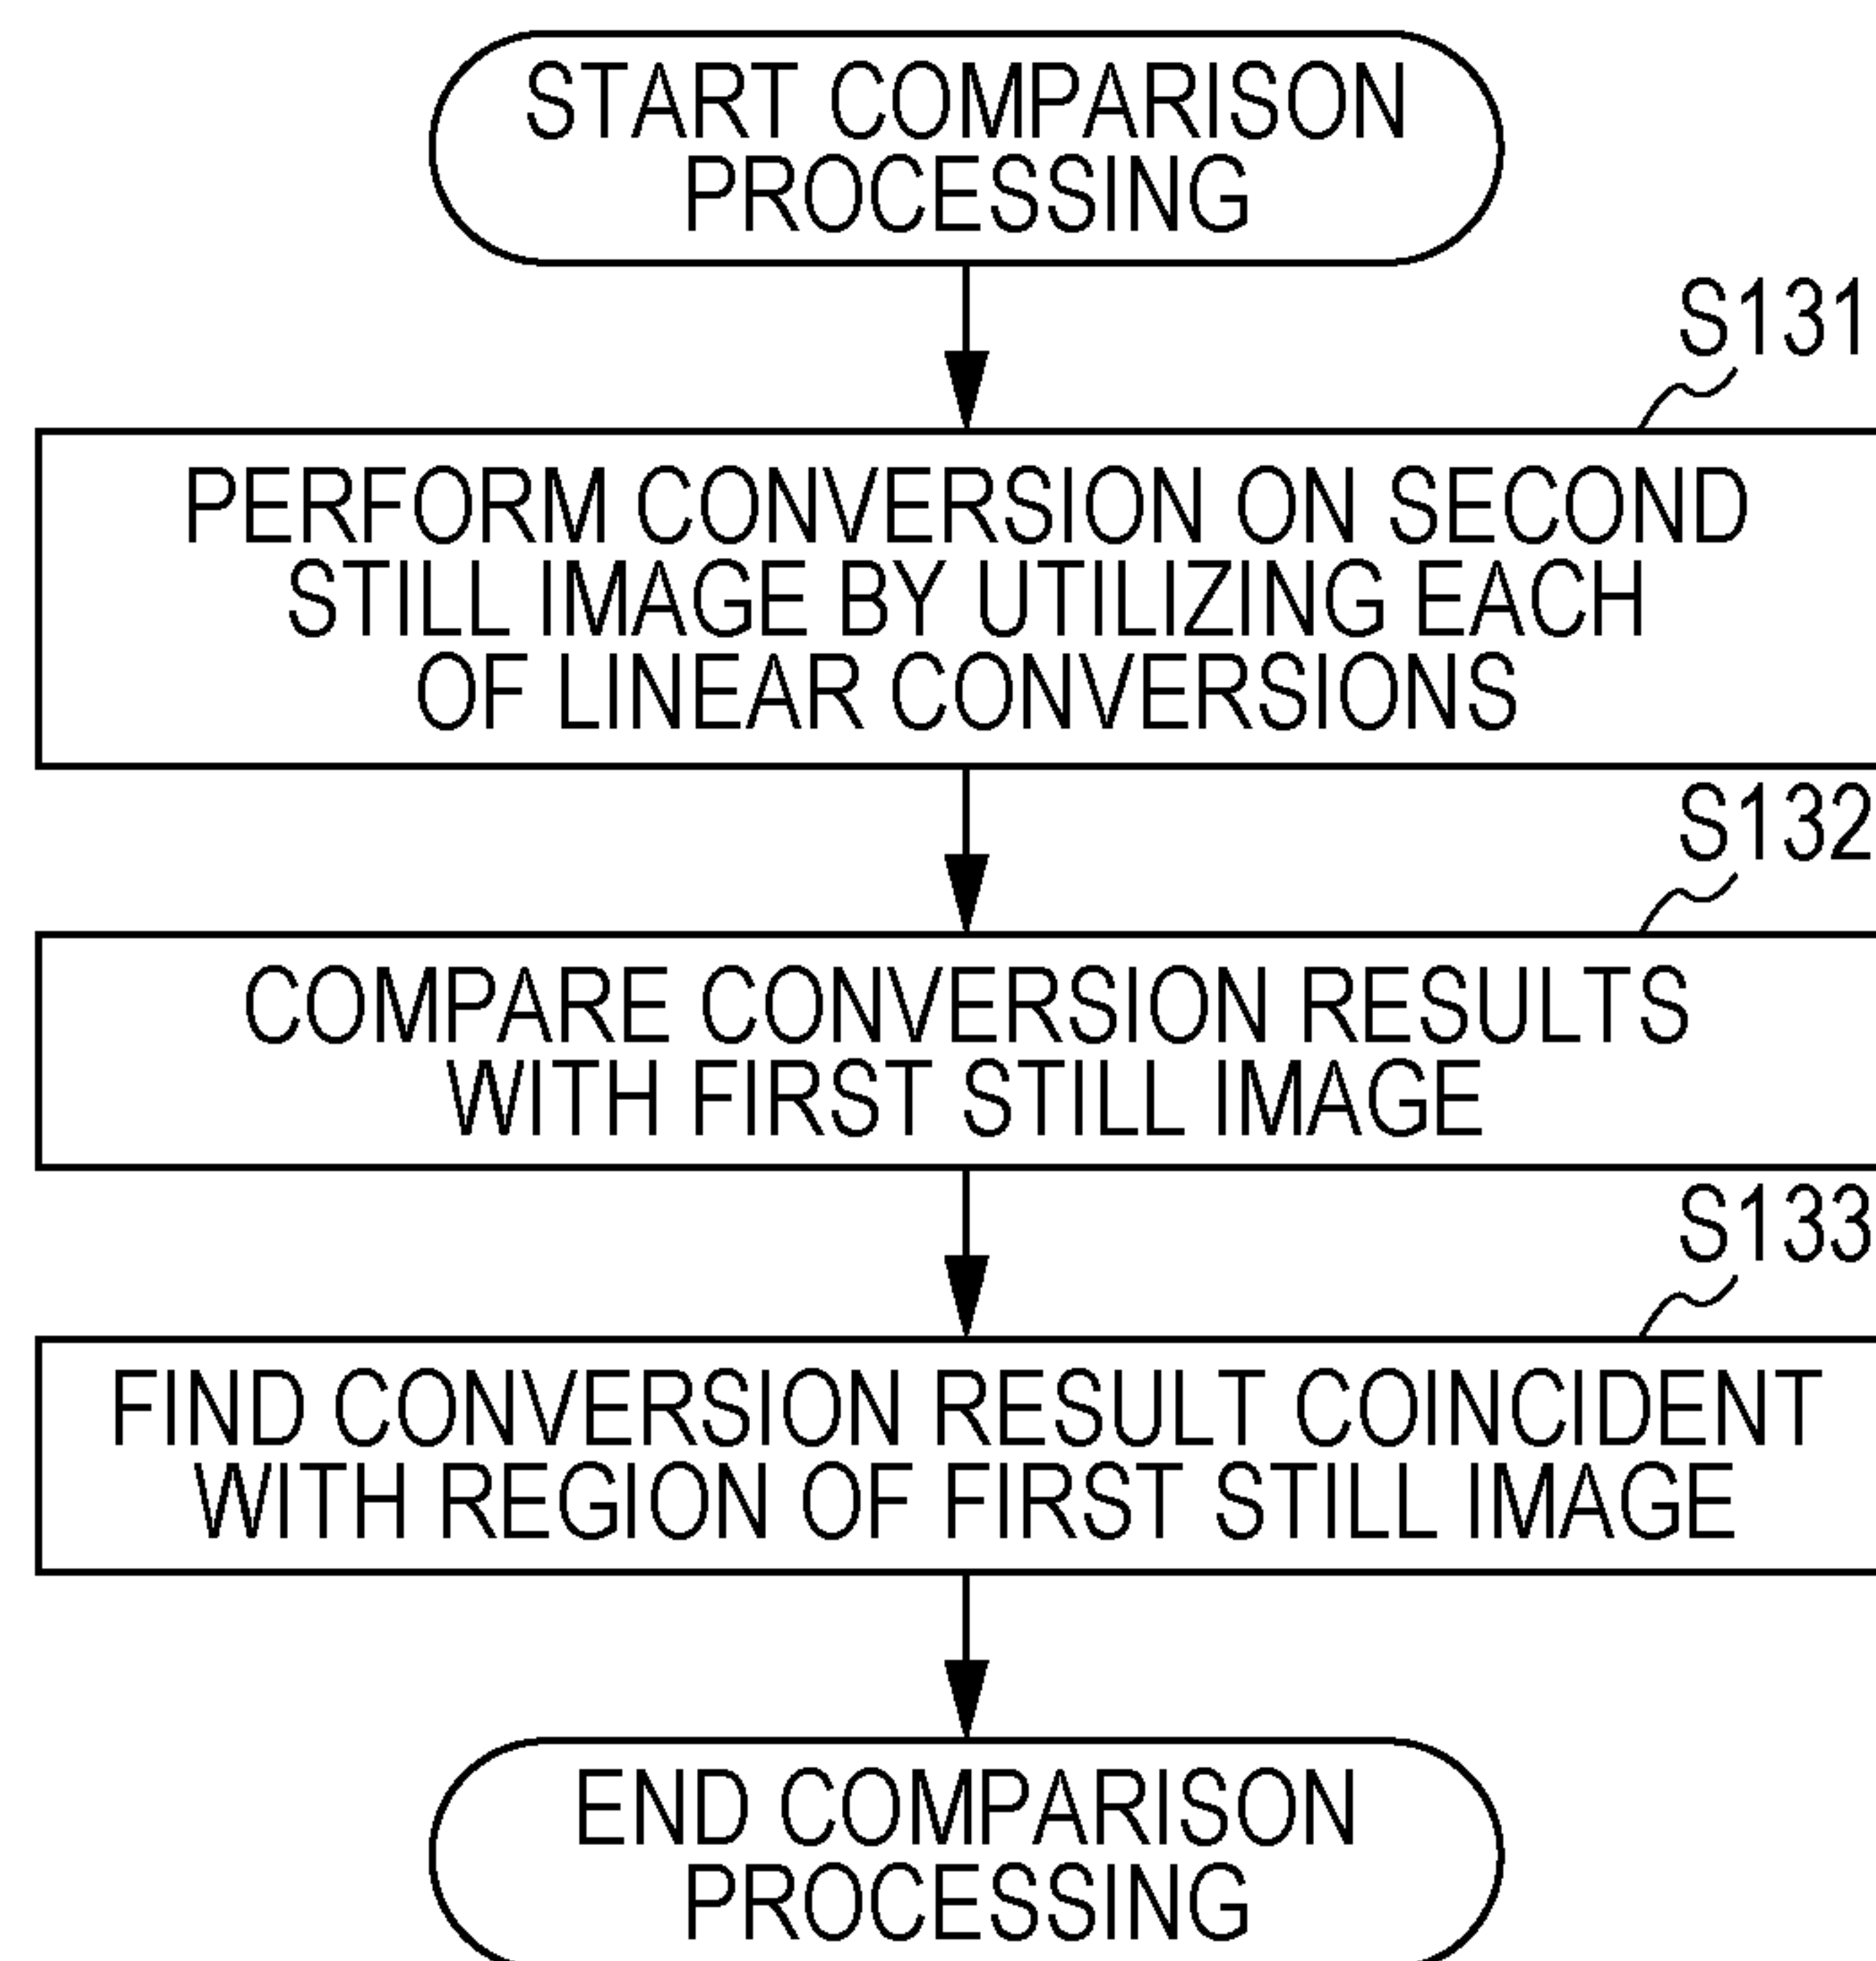 START COMPARISON
PROCESSING
S131
PERFORM CONVERSION ON SECOND
STILL IMAGE BY UTILIZING EACH
OF LINEAR CONVERSIONS
S132
COMPARE CONVERSION RESULTS
WITH FIRST STILL IMAGE
S133
FIND CONVERSION RESULT COINCIDENT
WITH REGION OF FIRST STILL IMAGE
END COMPARISON
PROCESSING